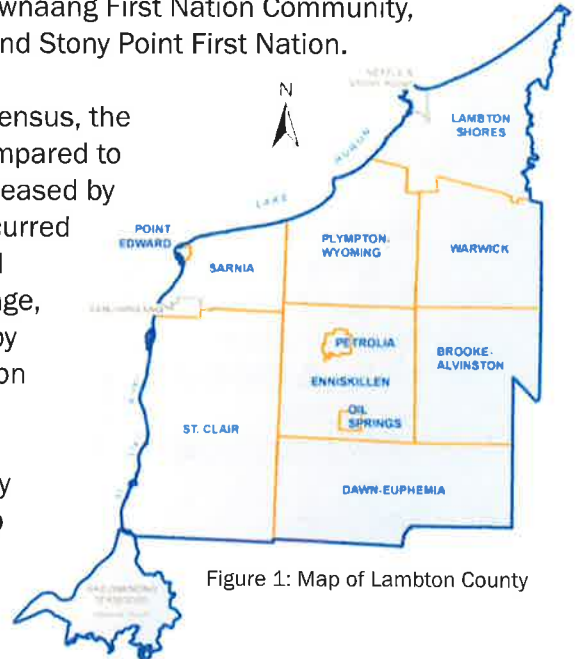 wnaang First Nation Community,
nd Stony Point First Nation.
ensus, the
mpared to
eased by
curred
ge,
by
on
y
N
LAKE HURON
LAMBTON
SHORES
POINT
EDWARD
SARNIA
PLYMPTON-
WYOMING
WARWICK
PETROLIA
BROOKE-
ALVINSTON
ENNISKILLEN
OIL
SPRINGS
ST. CLAIR
DAWN-EUPHEMIA
Figure 1: Map of Lambton County